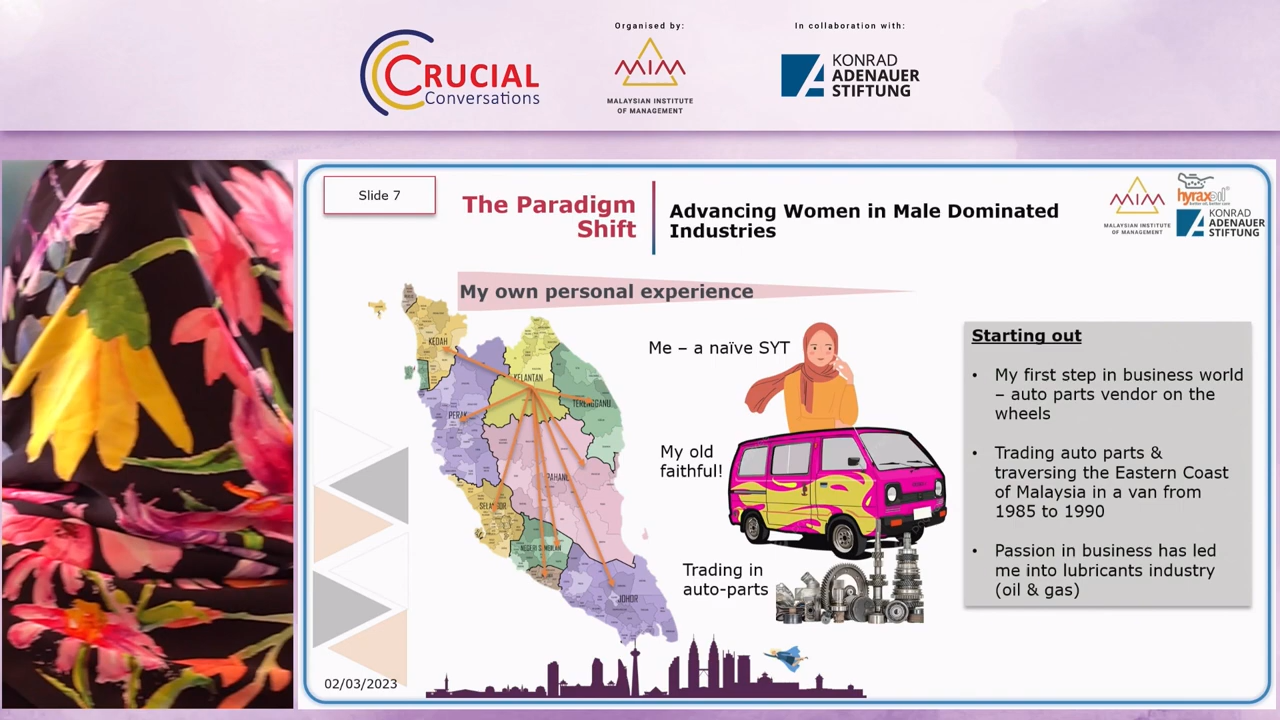 Organised by:
In collaboration with:
CRUCIAL
Conversations
MIM
MALAYSIAN INSTITUTE
OF MANAGEMENT
KONRAD
ADENAUER
STIFTUNG
Slide 7
The Paradigm
Shift
Advancing Women in Male Dominated
Industries
MIM
MALAYSIAN INSTITUTE
OF MANAGEMENT
hyraxoil
KONRAD
ADENAUER
STIFTUNG
My own personal experience
KEDAH
KELANTAN
TERENGGANU
PERAK
PAHANG
NEGERI SEMBILAN
JOHOR
Me – a naïve SYT
My old
faithful!
Trading in
auto-parts
Starting out
• My first step in business world
– auto parts vendor on the
wheels
• Trading auto parts &
traversing the Eastern Coast
of Malaysia in a van from
1985 to 1990
• Passion in business has led
me into lubricants industry
(oil & gas)
02/03/2023